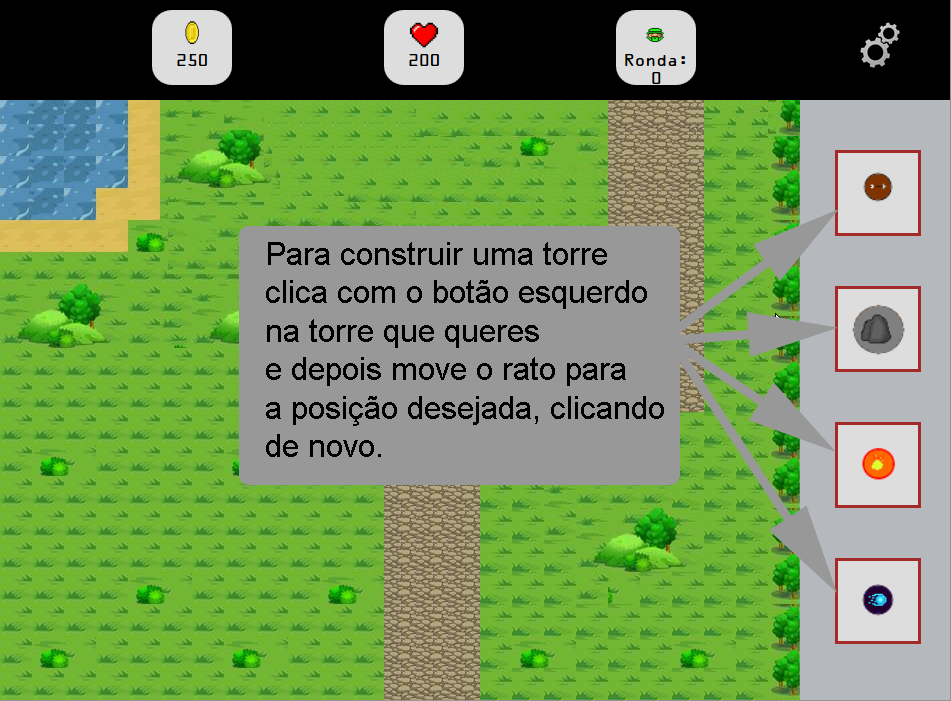 250
200
Ronda:
0
Para construir uma torre
clica com o botão esquerdo
na torre que queres
e depois move o rato para
a posição desejada, clicando
de novo.